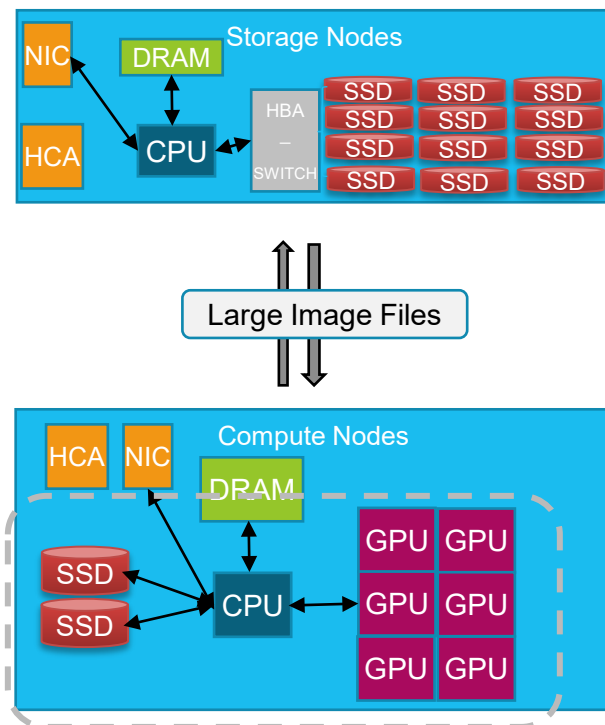 Storage Nodes
NIC
DRAM
SSD SSD SSD
HBA
SSD SSD SSD
HCA
CPU
–
SSD SSD SSD
SWITCH
SSD SSD SSD
Large Image Files
Compute Nodes
HCA NIC
DRAM
GPU GPU
SSD
CPU
GPU GPU
SSD
GPU GPU